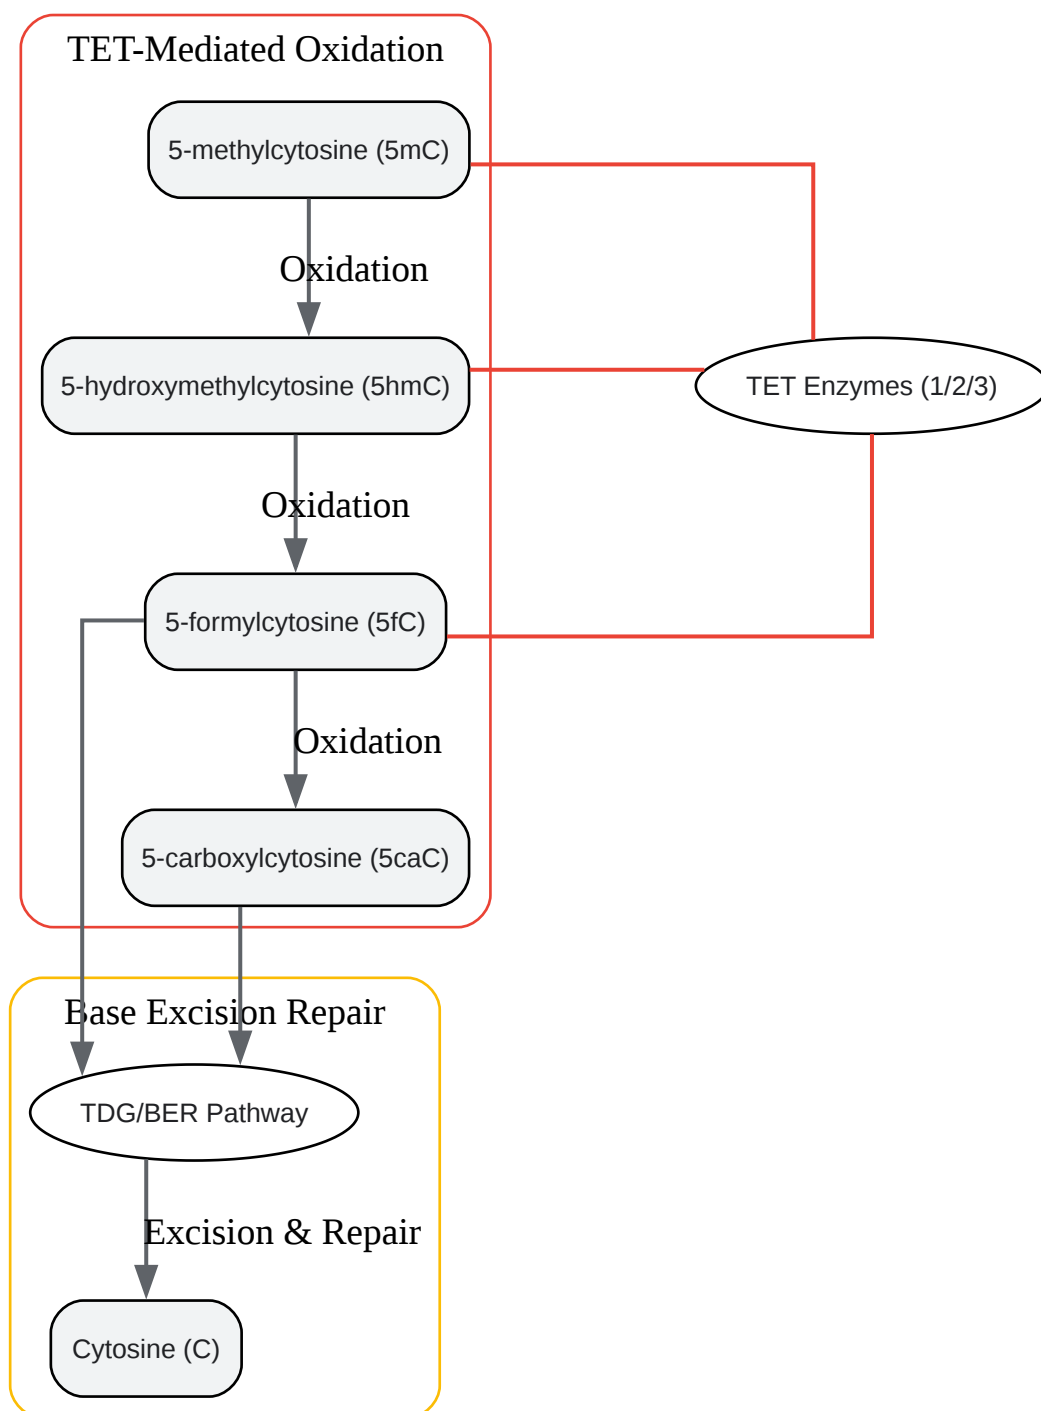 TET-Mediated Oxidation
5-methylcytosine (5mC)
Oxidation
5-hydroxymethylcytosine (5hmC)
TET Enzymes (1/2/3)
Oxidation
5-formylcytosine (5fC)
Oxidation
5-carboxylcytosine (5caC)
Base Excision Repair
TDG/BER Pathway
Excision & Repair
Cytosine (C)